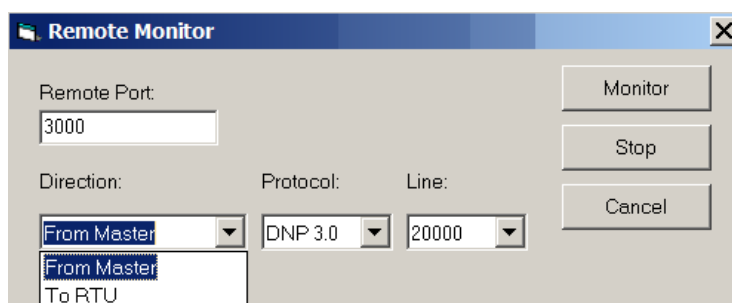 Remote Monitor
Remote Port:
3000
Monitor
Stop
Cancel
Direction:
Protocol:
Line:
From Master
DNP 3.0
20000
From Master
To RTU